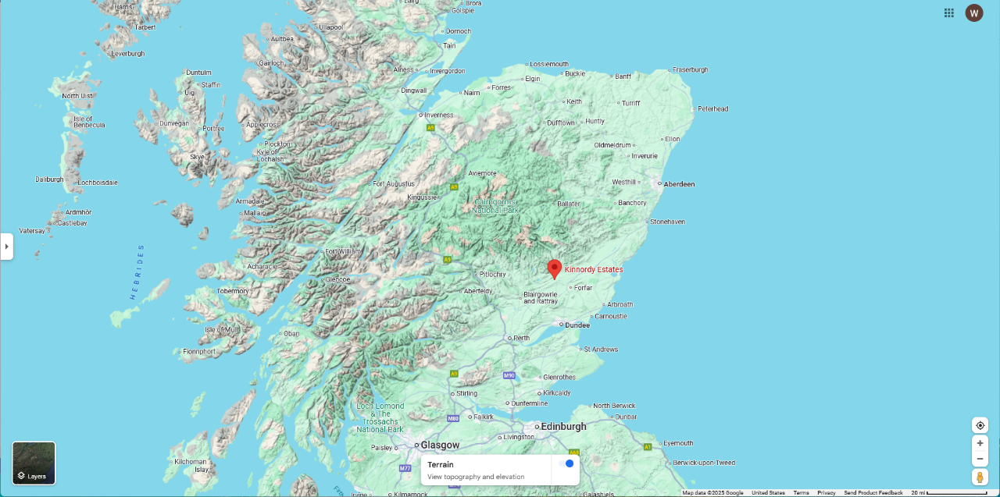 Harris
Tarbert
Leverburgh
Ullapool
Lairg
Brora
Golspie
Dornoch
Tain
Aultbea
Gairloch
Alness
Invergordon
Dingwall
Nairn
Forres
Elgin
Lossiemouth
Buckie
Banff
Fraserburgh
Peterhead
Keith
Turriff
Dufftown
Huntly
Duntulm
Staffin
Uig
North Uist
Isle of
Benbecula
Dunvegan
Portree
Applecross
Inverness
A9
Plockton
Kyle of
Lochalsh
Skye
Oldmeldrum
Ellon
Inverurie
Daliburgh
Lochboisdale
Fort Augustus
Aviemore
Westhill
Aberdeen
A9
Kingussie
Armadale
Mallaig
Cairngorms
National Park
Ballater
Banchory
Ardmhòr
Castlebay
Vatersay
Stonehaven
HEBRIDES
Fort William
A9
Acharacle
Glencoe
Pitlochry
Kinnordy Estates
Tobermory
Aberfeldy
Blairgowrie
and Rattray
Forfar
Arbroath
Carnoustie
Isle of Mull
Oban
Dundee
Perth
St Andrews
Fionnphort
A9
M90
Glenrothes
Stirling
Kirkcaldy
Dunfermline
North Berwick
Loch Lomond
& The
Trossachs
National Park
M80
Falkirk
Dunbar
Edinburgh
Livingston
Paisley
Glasgow
A68
A1
Eyemouth
Berwick-upon-Tweed
Kilchoman
Islay
M77
Irvine
Kilmarnock
Galashiels
W
Layers
Terrain
View topography and elevation
Map data ©2025 Google
United States
Terms
Privacy
Send Product Feedback
20 mi